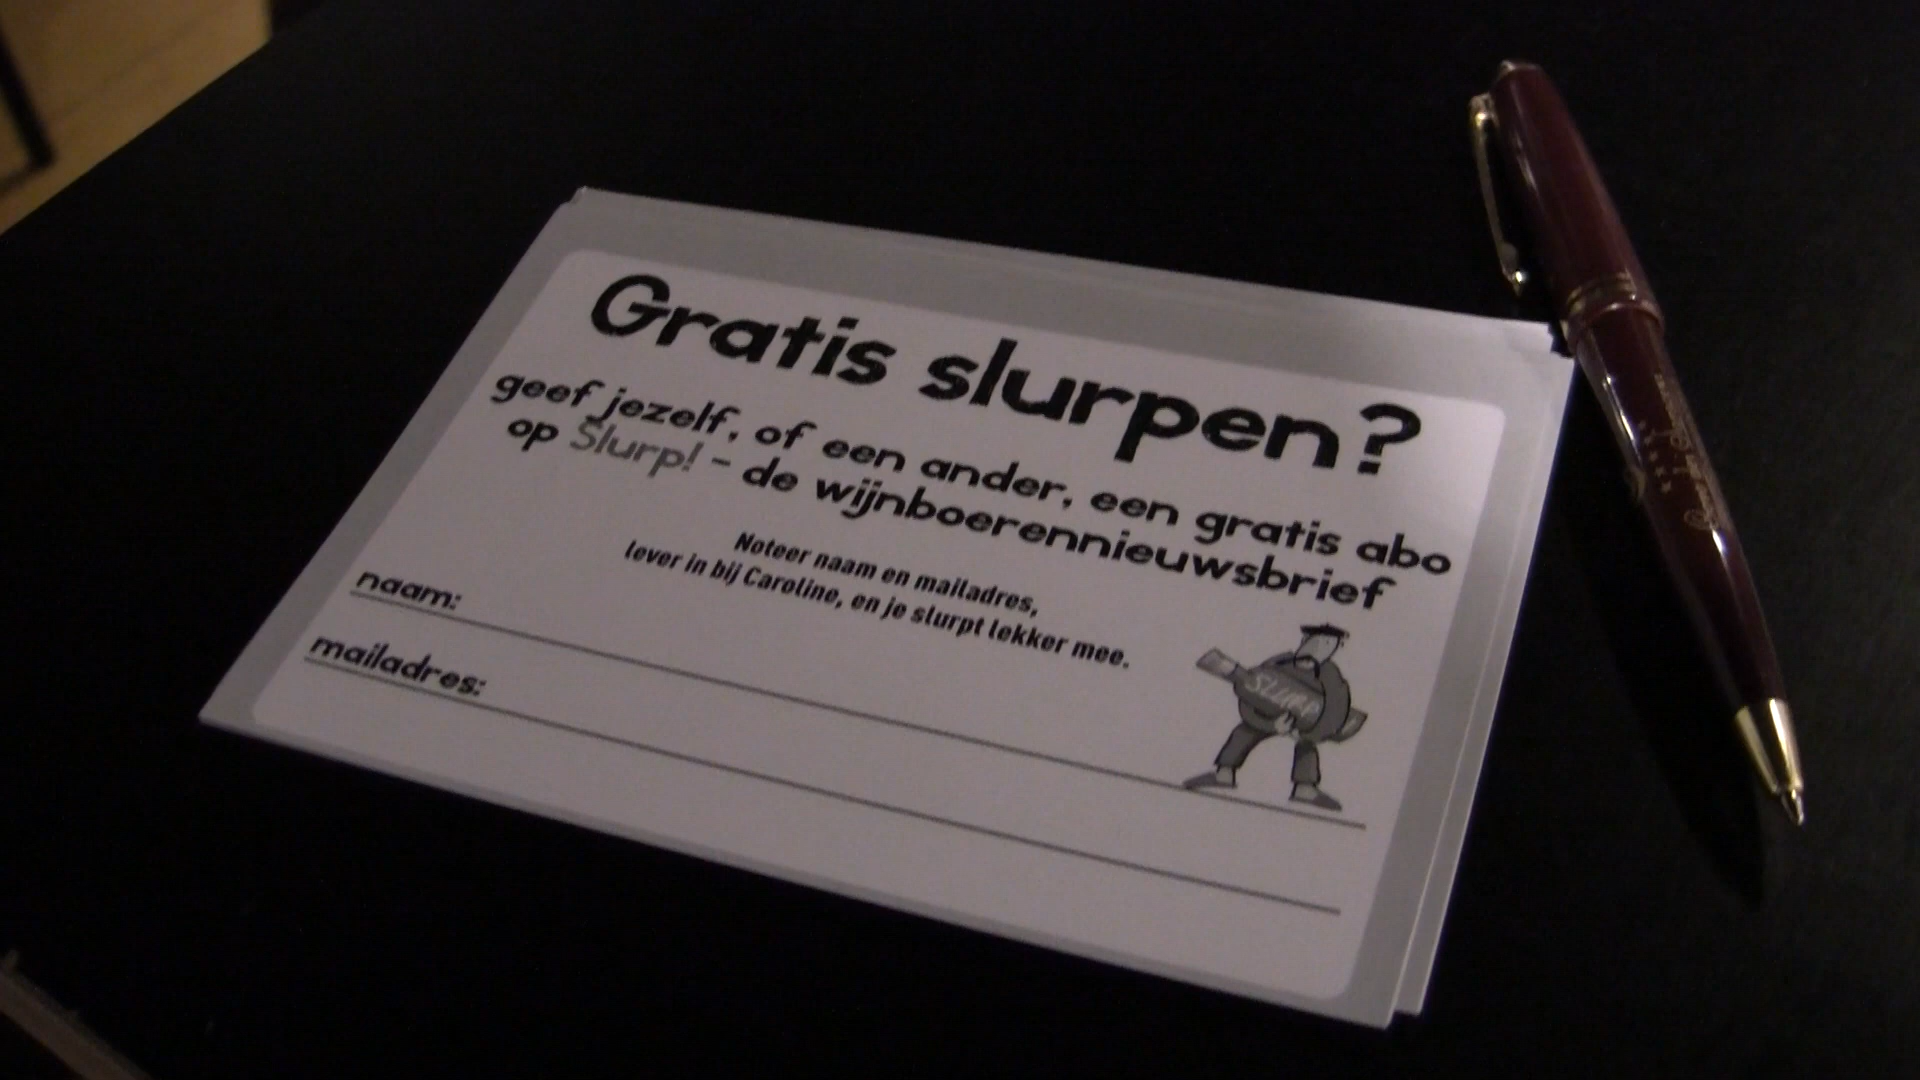 Gratis slurpen?
geef jezelf, of een ander, een gratis abo
op Slurp! - de wijnboerennieuwsbrief
Noteer naam en mailadres,
lever in bij Caroline, en je slurpt lekker mee.
naam:
mailadres:
SLURP